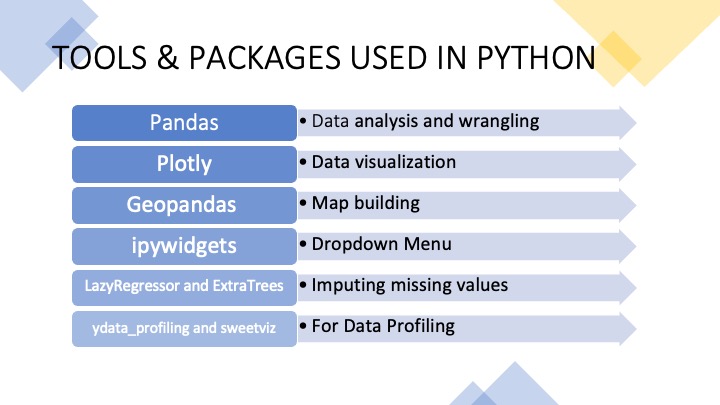 TOOLS & PACKAGES USED IN PYTHON
Pandas
• Data analysis and wrangling
Plotly
• Data visualization
Geopandas
• Map building
ipywidgets
• Dropdown Menu
LazyRegressor and ExtraTrees
• Imputing missing values
ydata_profiling and sweetviz
• For Data Profiling